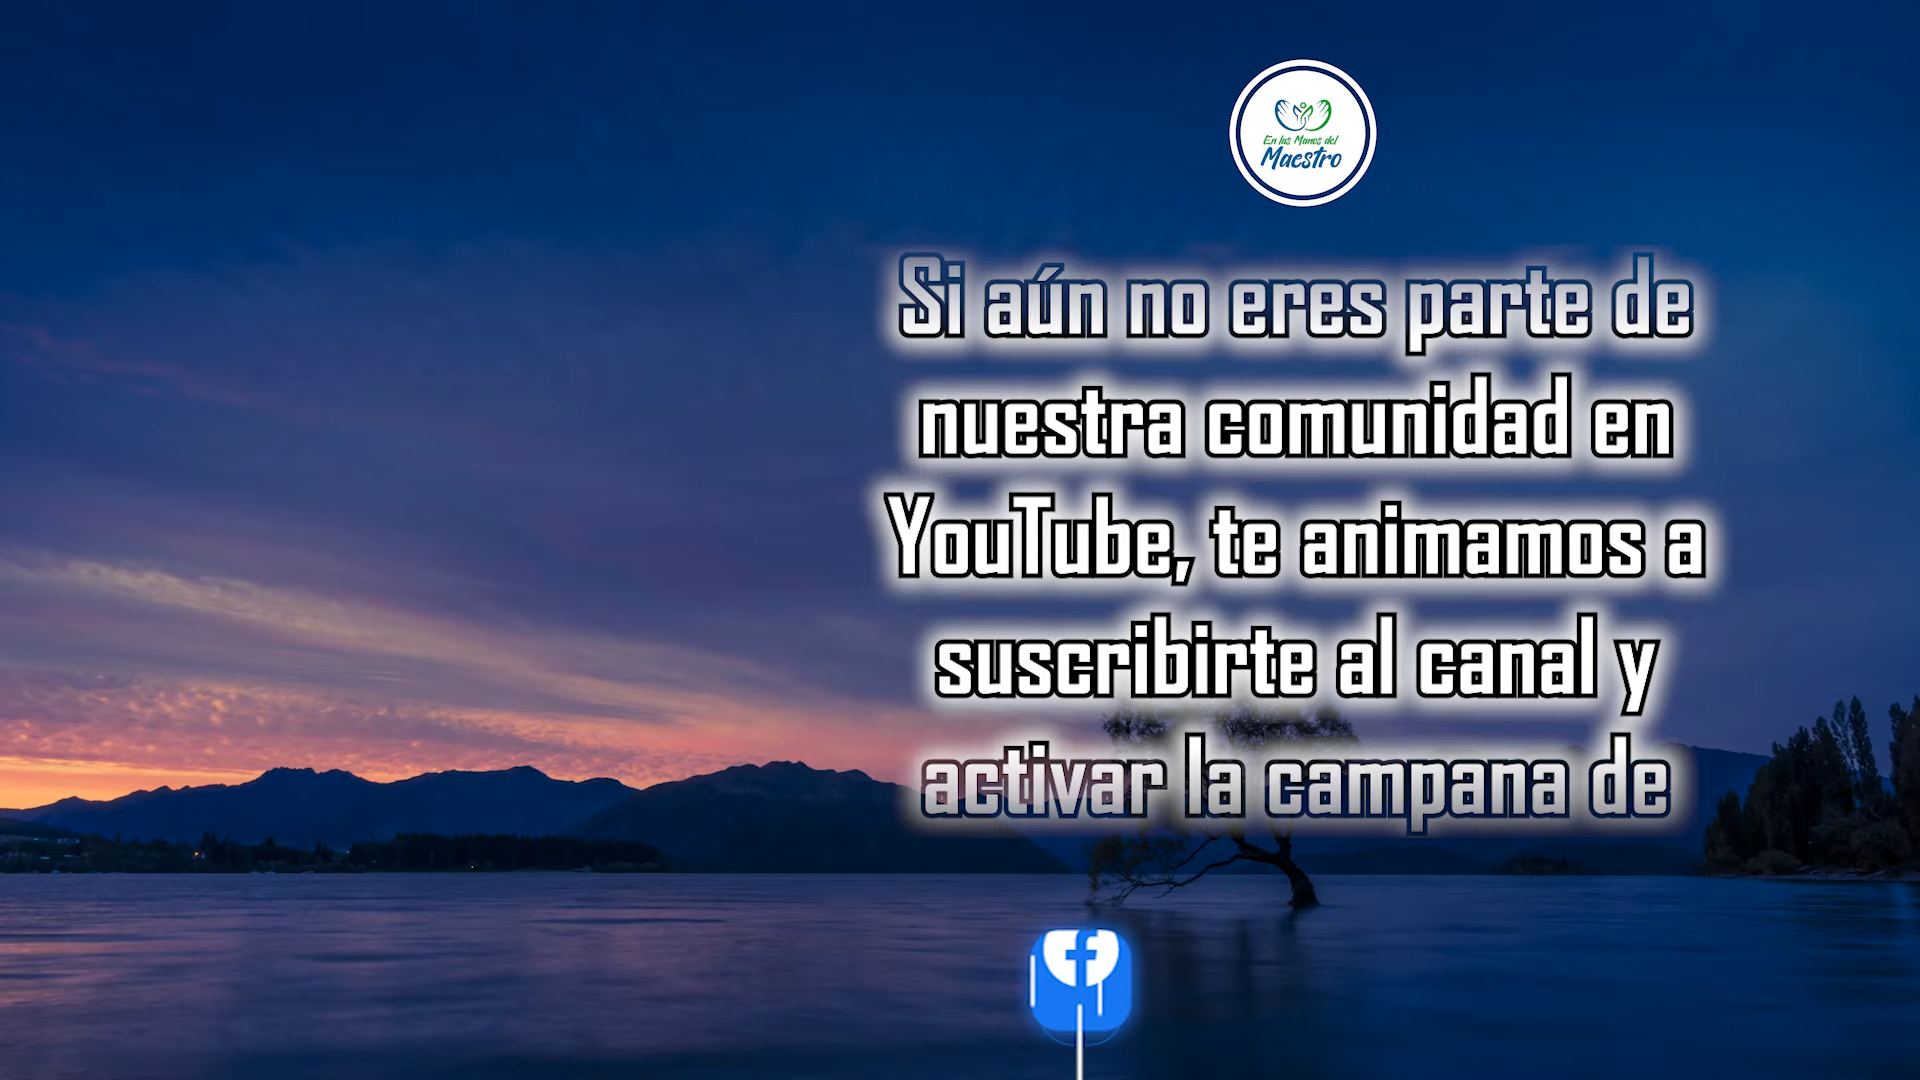 En las Manos del
Maestro
Si aún no eres parte de
nuestra comunidad en
YouTube, te animamos a
suscribirte al canal y
activar la campana de